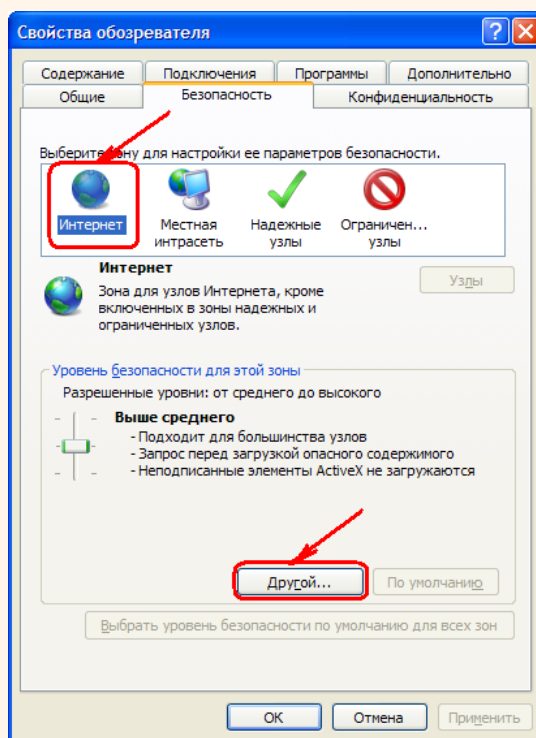 Свойства обозревателя
Содержание Подключения Программы Дополнительно
Общие Безопасность Конфиденциальность
Выберите зону для настройки ее параметров безопасности.
Интернет Местная интрасеть Надежные узлы Ограничен... узлы
Интернет
Узлы
Зона для узлов Интернета, кроме
включенных в зоны надежных и
ограниченных узлов.
Уровень безопасности для этой зоны
Разрешенные уровни: от среднего до высокого
Выше среднего
- Подходит для большинства узлов
- Запрос перед загрузкой опасного содержимого
- Неподписанные элементы ActiveX не загружаются
Другой... По умолчанию
Выбрать уровень безопасности по умолчанию для всех зон
ОК Отмена Применить